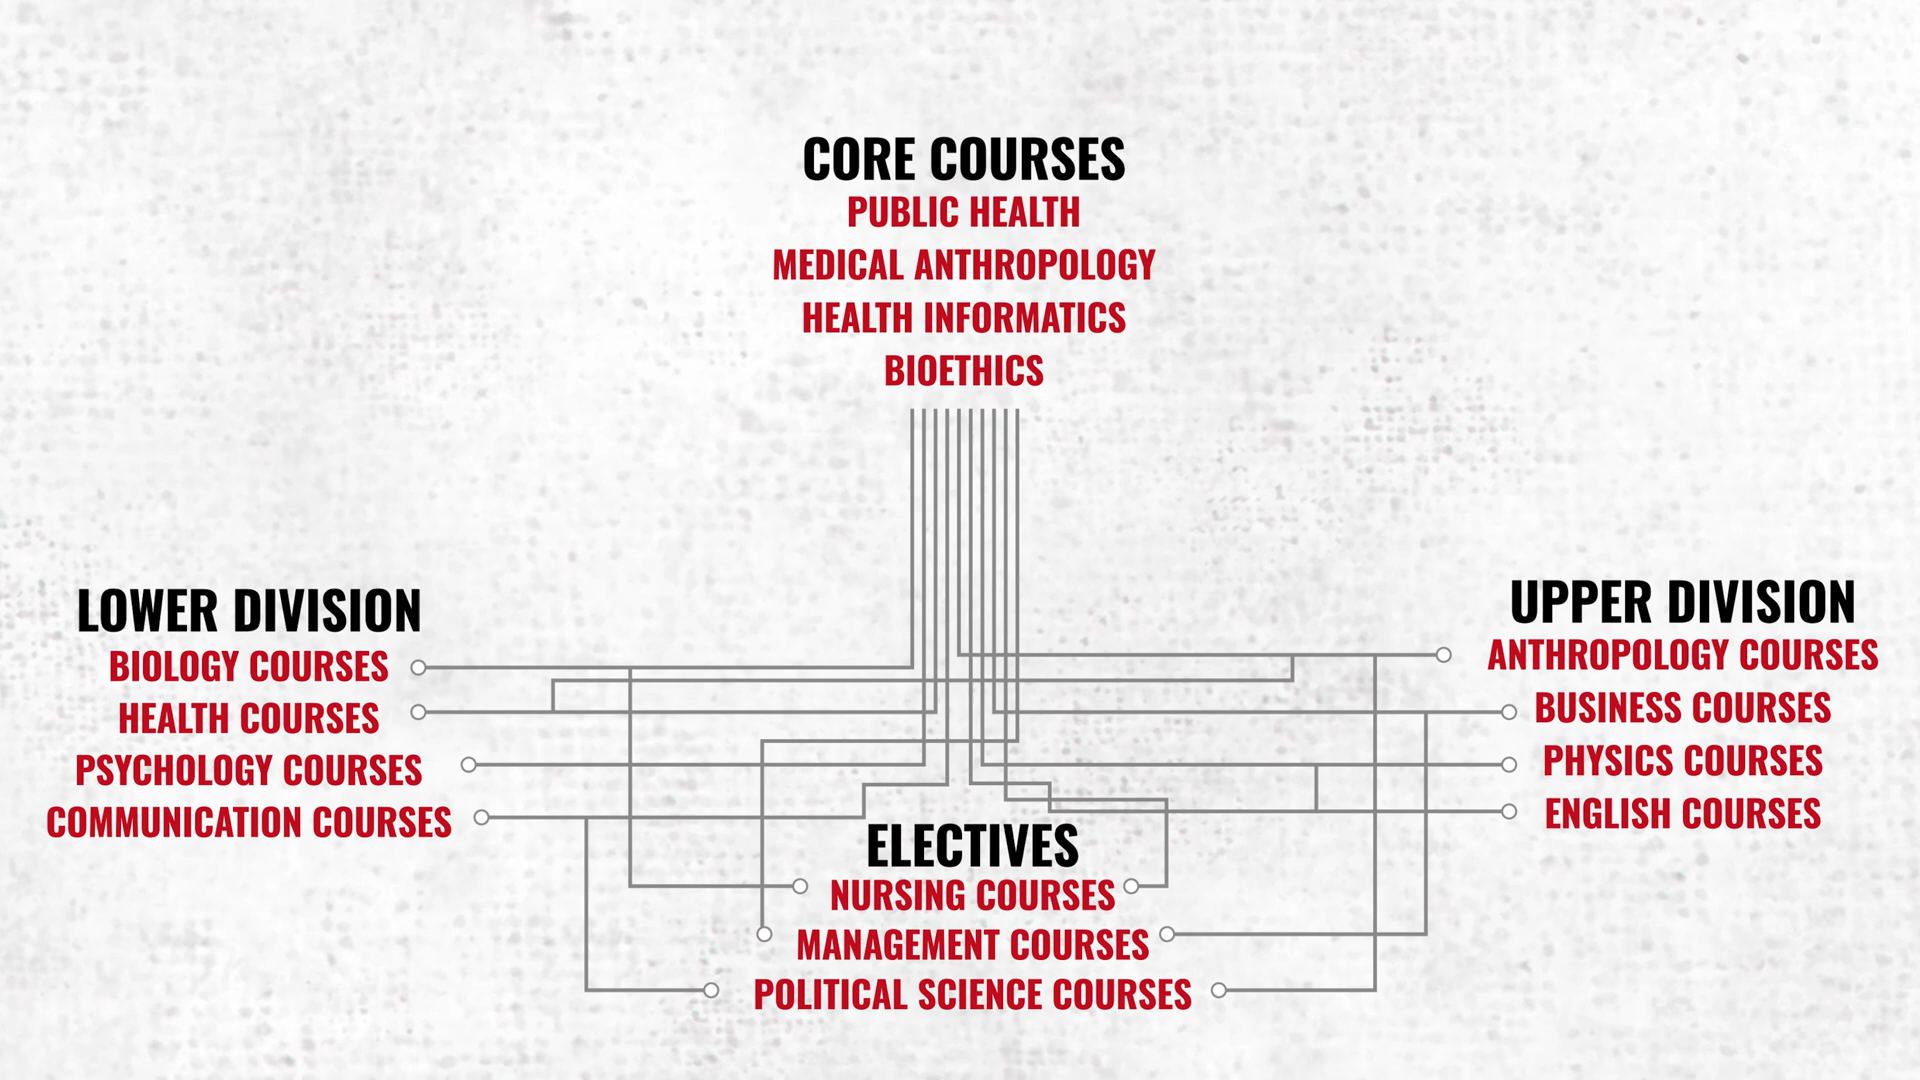 CORE COURSES
PUBLIC HEALTH
MEDICAL ANTHROPOLOGY
HEALTH INFORMATICS
BIOETHICS
LOWER DIVISION
BIOLOGY COURSES
HEALTH COURSES
PSYCHOLOGY COURSES
COMMUNICATION COURSES
ELECTIVES
NURSING COURSES
MANAGEMENT COURSES
POLITICAL SCIENCE COURSES
UPPER DIVISION
ANTHROPOLOGY COURSES
BUSINESS COURSES
PHYSICS COURSES
ENGLISH COURSES